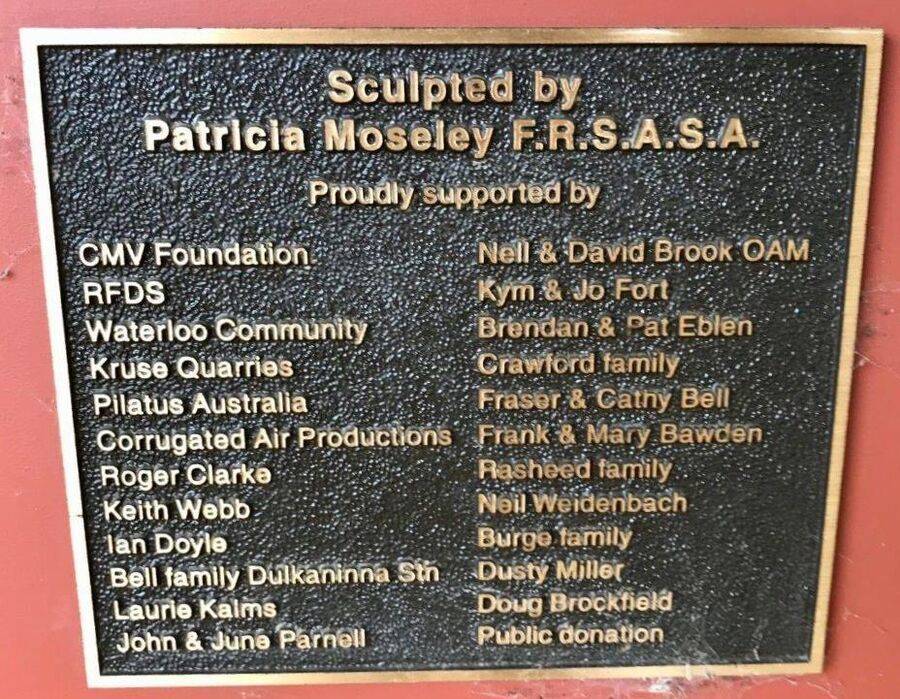 Sculpted by
Patricia Moseley F.R.S.A.S.A.
Proudly supported by
CMV Foundation
RFDS
Waterloo Community
Kruse Quarries
Pilatus Australia
Corrugated Air Productions
Roger Clarke
Keith Webb
Ian Doyle
Bell family Dulkaninna Stn
Laurie Kalms
John & June Parnell
Nell & David Brook OAM
Kym & Jo Fort
Brendan & Pat Eblen
Crawford family
Fraser & Cathy Bell
Frank & Mary Bawden
Rasheed family
Neil Weidenbach
Burge family
Dusty Miller
Doug Brockfield
Public donation